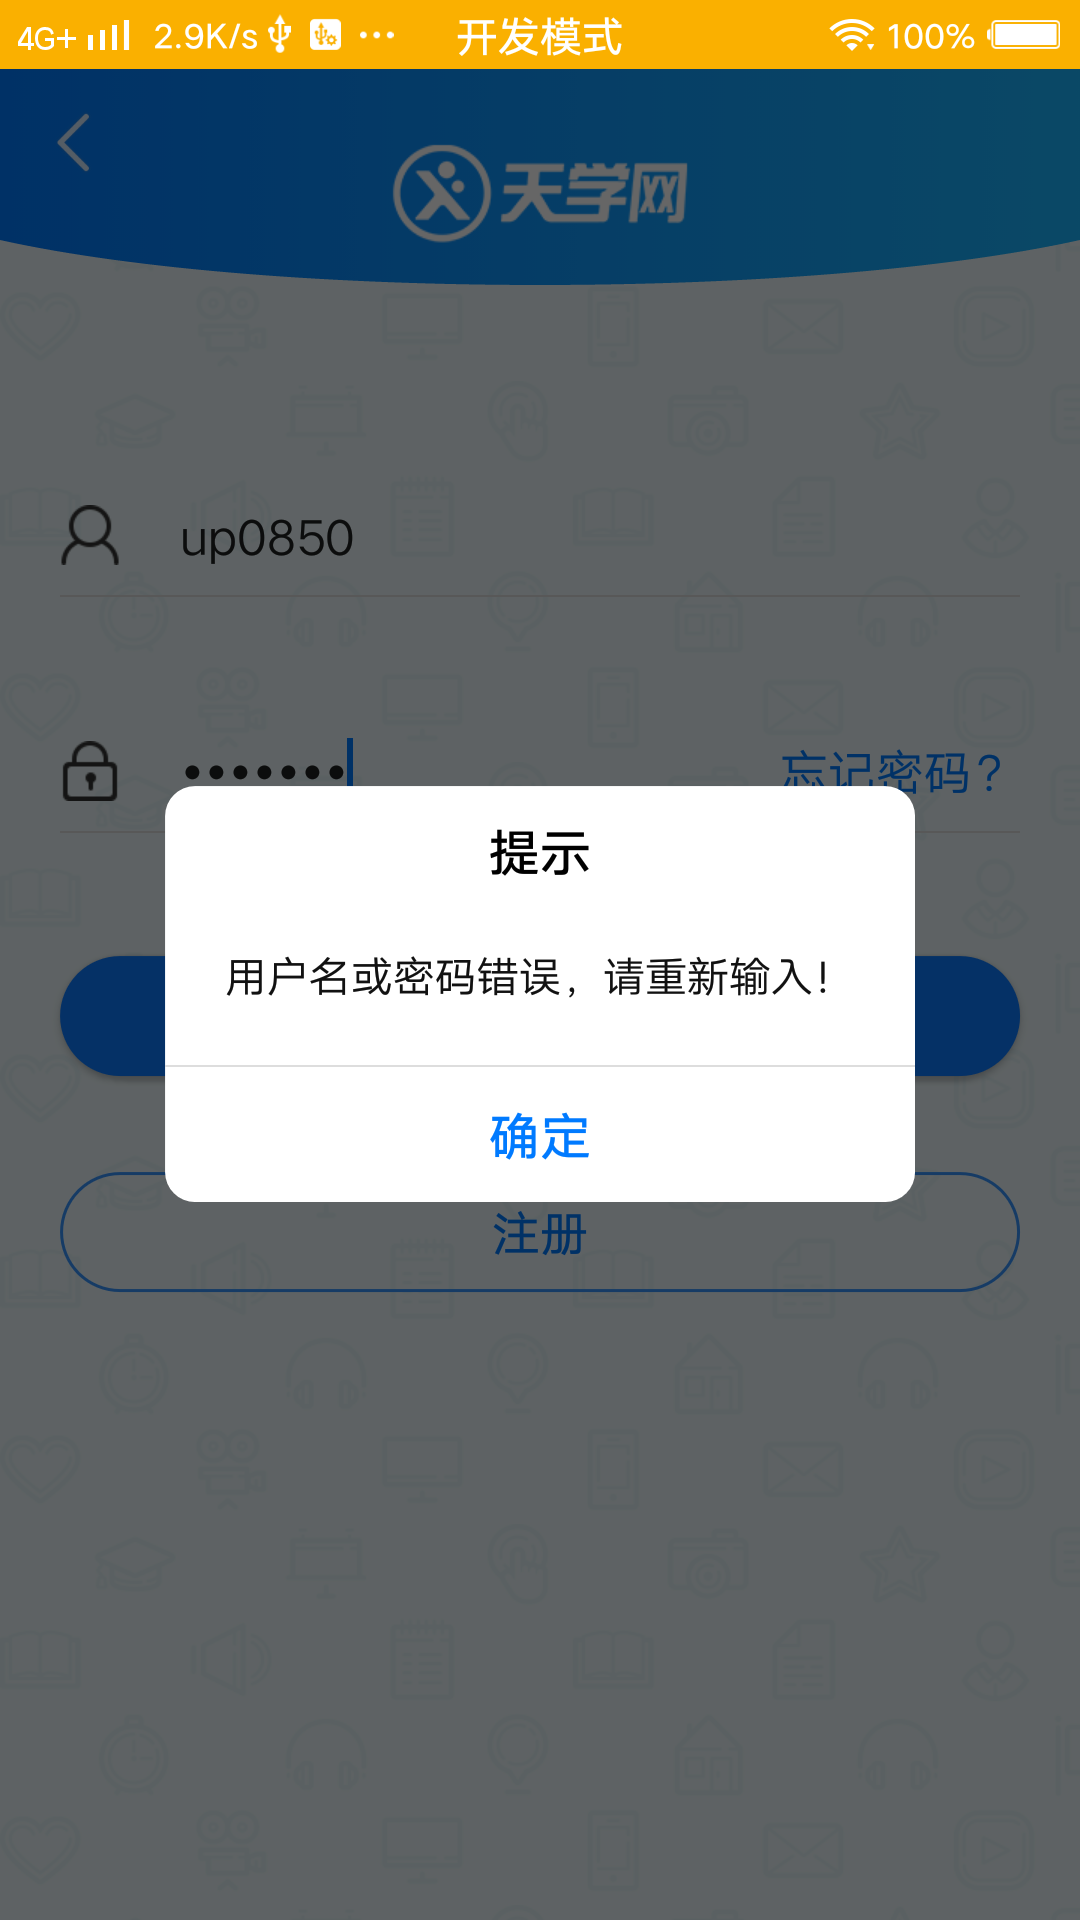 4G+ 2.9K/s 开发模式 100%
天学网
up0850
•••••••
忘记密码?
提示
用户名或密码错误，请重新输入!
确定
注册